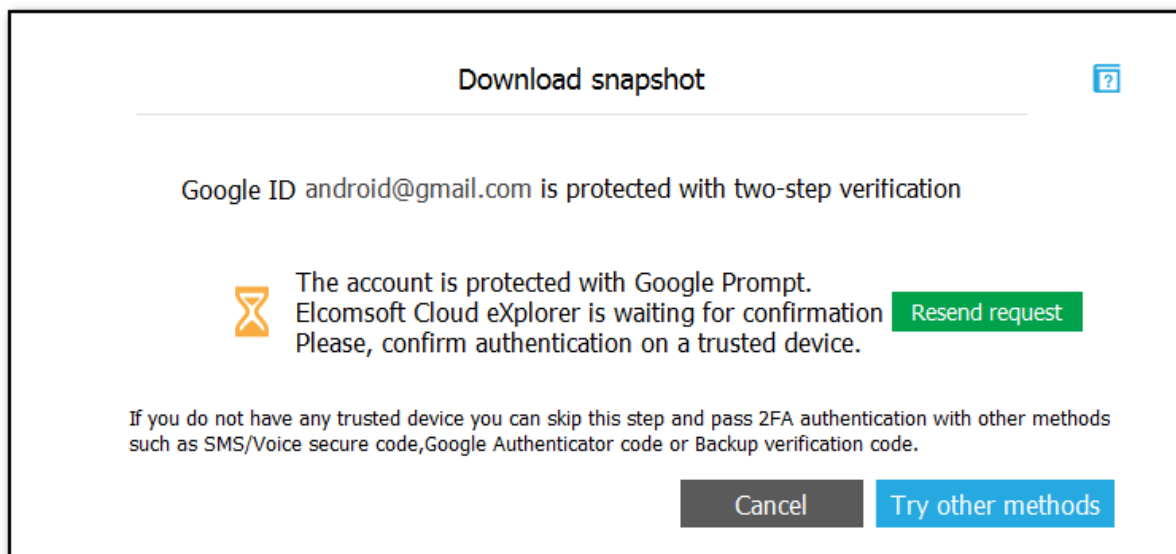 Download snapshot
Google ID android@gmail.com is protected with two-step verification
The account is protected with Google Prompt.
Elcomsoft Cloud eXplorer is waiting for confirmation
Please, confirm authentication on a trusted device.
Resend request
If you do not have any trusted device you can skip this step and pass 2FA authentication with other methods
such as SMS/Voice secure code,Google Authenticator code or Backup verification code.
Cancel
Try other methods